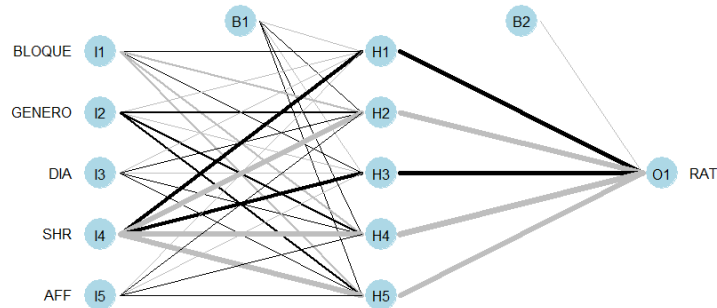 B1 B2
BLOQUE I1 H1
GENERO I2 H2
DIA I3 H3 O1 RAT
SHR I4 H4
AFF I5 H5